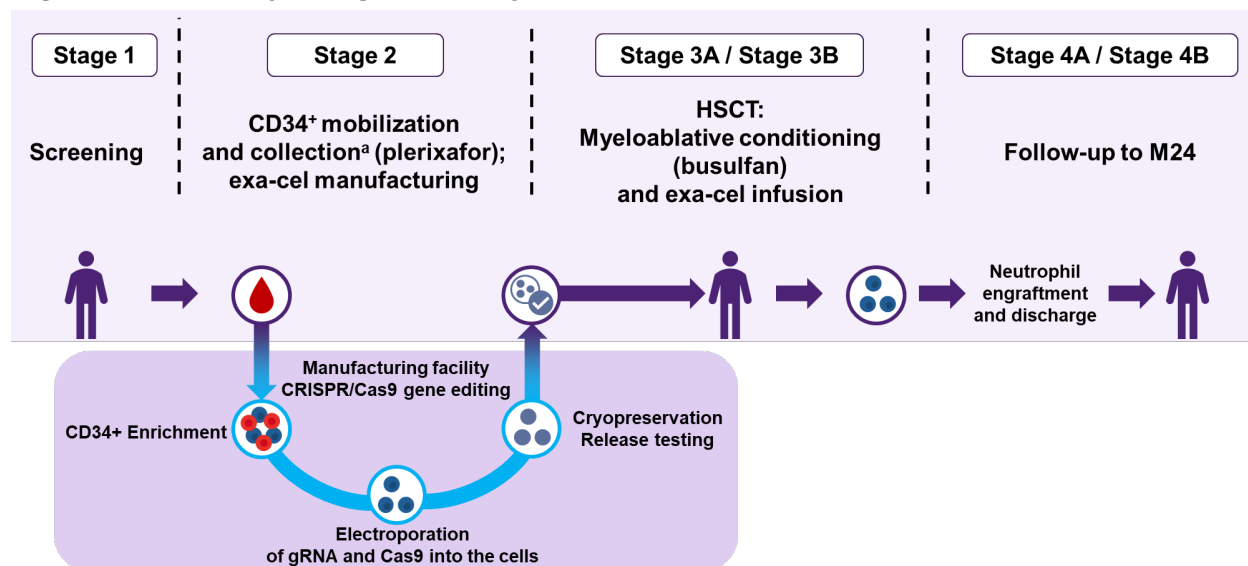 Stage 1
Stage 2
Stage 3A / Stage 3B
Stage 4A / Stage 4B
Screening
CD34⁺ mobilization
and collectionᵃ (plerixafor);
exa-cel manufacturing
HSCT:
Myeloablative conditioning
(busulfan)
and exa-cel infusion
Follow-up to M24
Neutrophil
engraftment
and discharge
Manufacturing facility
CRISPR/Cas9 gene editing
CD34+ Enrichment
Cryopreservation
Release testing
Electroporation
of gRNA and Cas9 into the cells